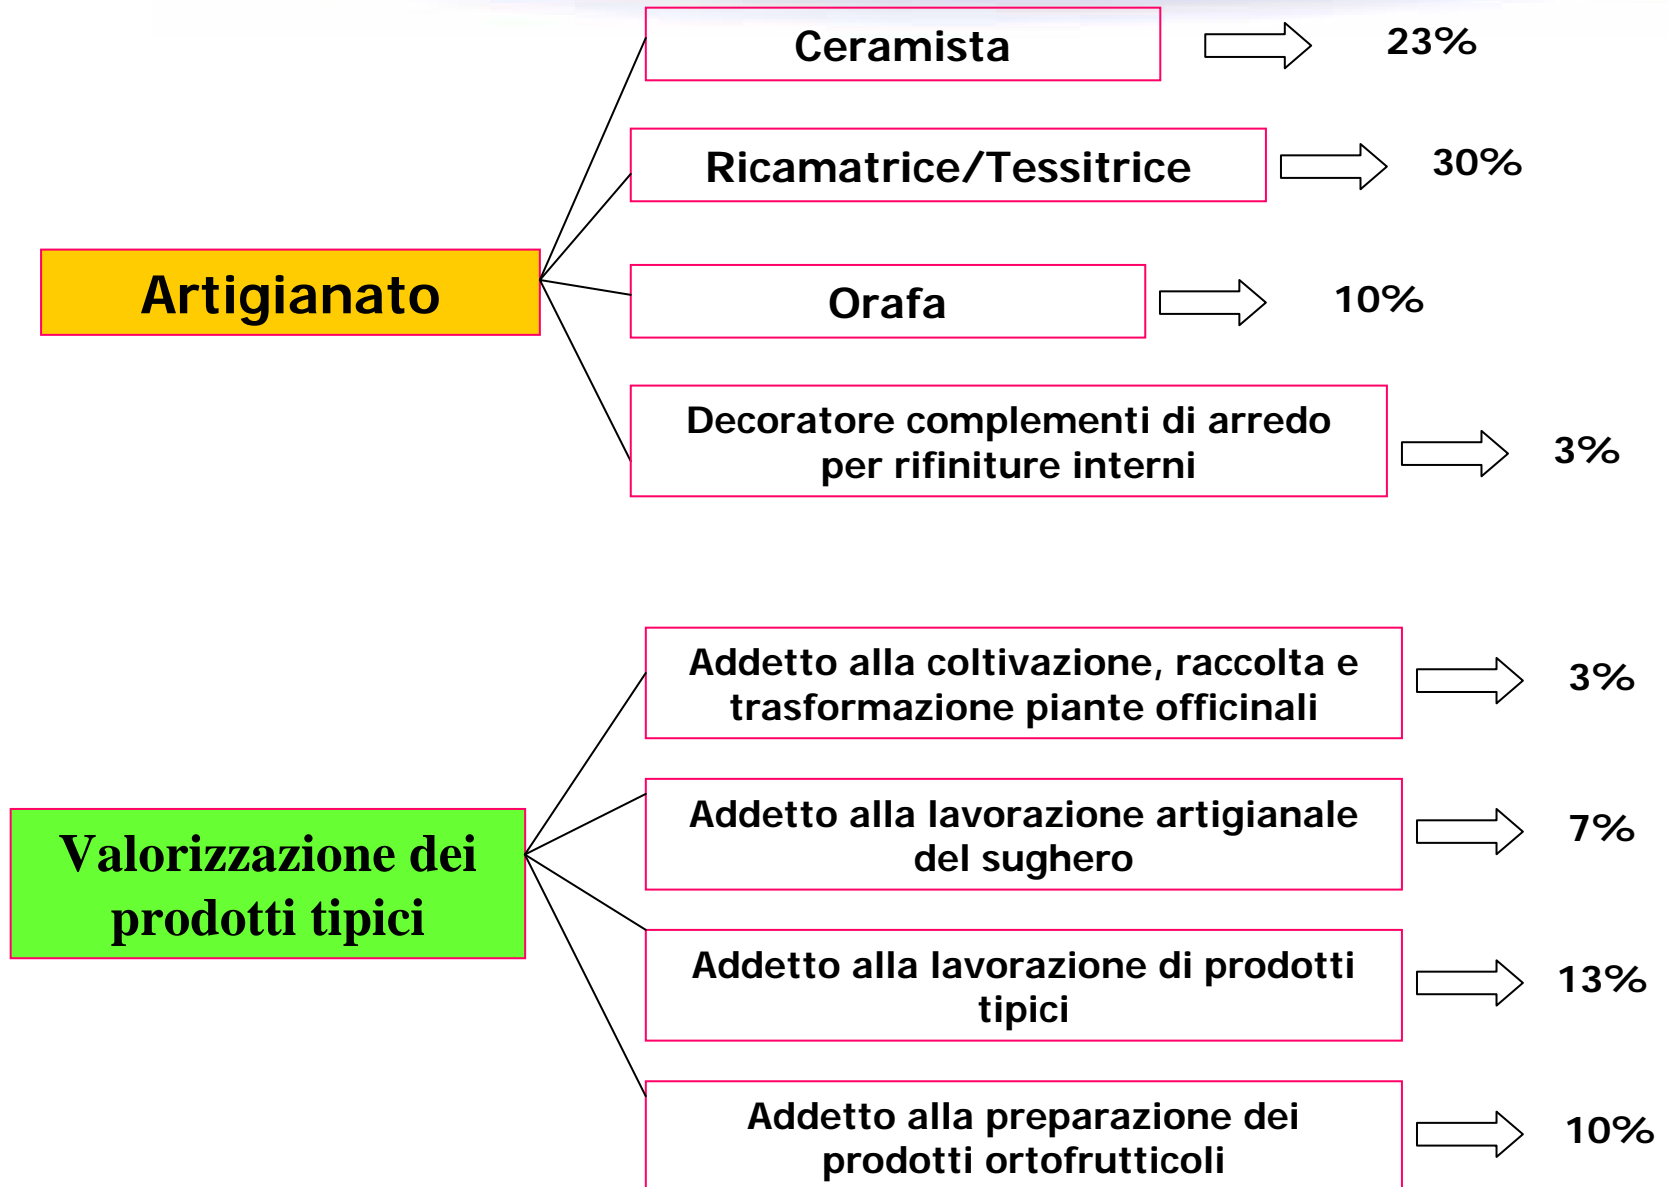 Ceramista
23%
Ricamatrice/Tessitrice
30%
Artigianato
Orafa
10%
Decoratore complementi di arredo
per rifiniture interni
3%
Addetto alla coltivazione, raccolta e
trasformazione piante officinali
3%
Valorizzazione dei
prodotti tipici
Addetto alla lavorazione artigianale
del sughero
7%
Addetto alla lavorazione di prodotti
tipici
13%
Addetto alla preparazione dei
prodotti ortofrutticoli
10%